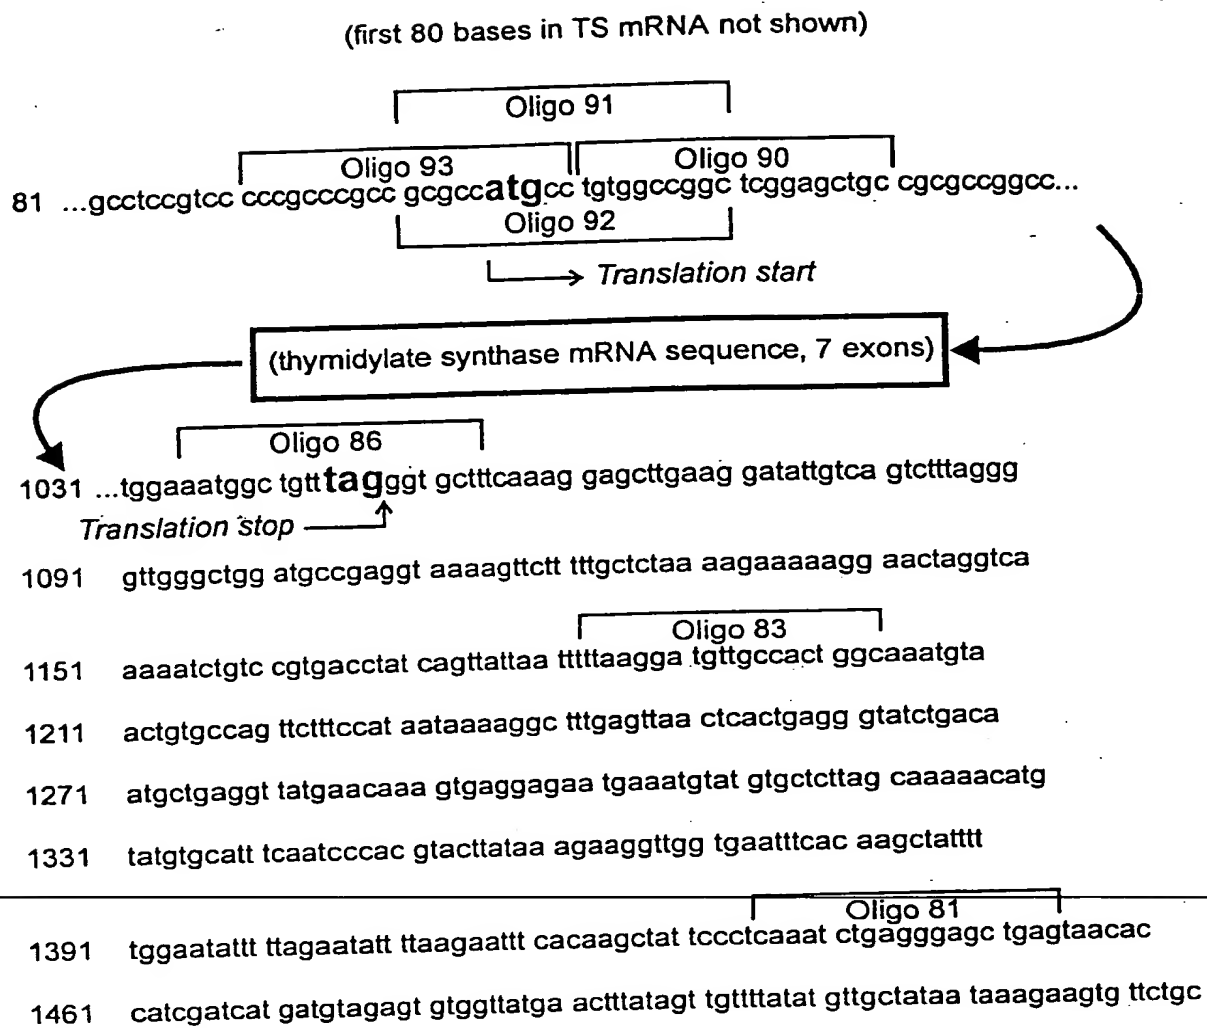 (first 80 bases in TS mRNA not shown)
Oligo 91
Oligo 93 Oligo 90
81 ...gcctccgtcc cccgcccgcc gcgccatgcc tgtggccggc tcggagctgc cgcgccggcc...
Oligo 92
Translation start
(thymidylate synthase mRNA sequence, 7 exons)
Oligo 86
1031 ...tggaaatggc tgttttagggt gctttcaaag gagcttgaag gatattgtca gtctttaggg
Translation stop
1091 gttgggctgg atgccgaggt aaaagttctt tttgctctaa aagaaaaagg aactaggtca
Oligo 83
1151 aaaatctgtc cgtgacctat cagttattaa tttttaagga tgttgccact ggcaaatgta
1211 actgtgccag ttctttccat aataaaaggc tttgagttaa ctcactgagg gtatctgaca
1271 atgctgaggt tatgaacaaa gtgaggagaa tgaaatgtat gtgctcttag caaaaacatg
1331 tatgtgcatt tcaatcccac gtacttataa agaaggttgg tgaatttcac aagctatttt
Oligo 81
1391 tggaatattt ttagaatatt ttaagaattt cacaagctat tccctcaaat ctgagggagc tgagtaacac
1461 catcgatcat gatgtagagt gtggttatga actttatagt tgttttatat gttgctataa taaagaagtg ttctgc